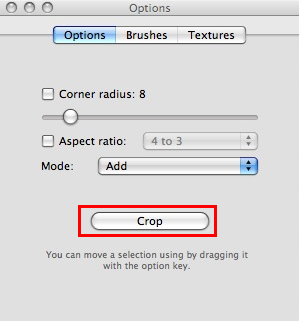 Options
Options Brushes Textures
Corner radius: 8
Aspect ratio: 4 to 3
Mode: Add
Crop
You can move a selection using by dragging it
with the option key.